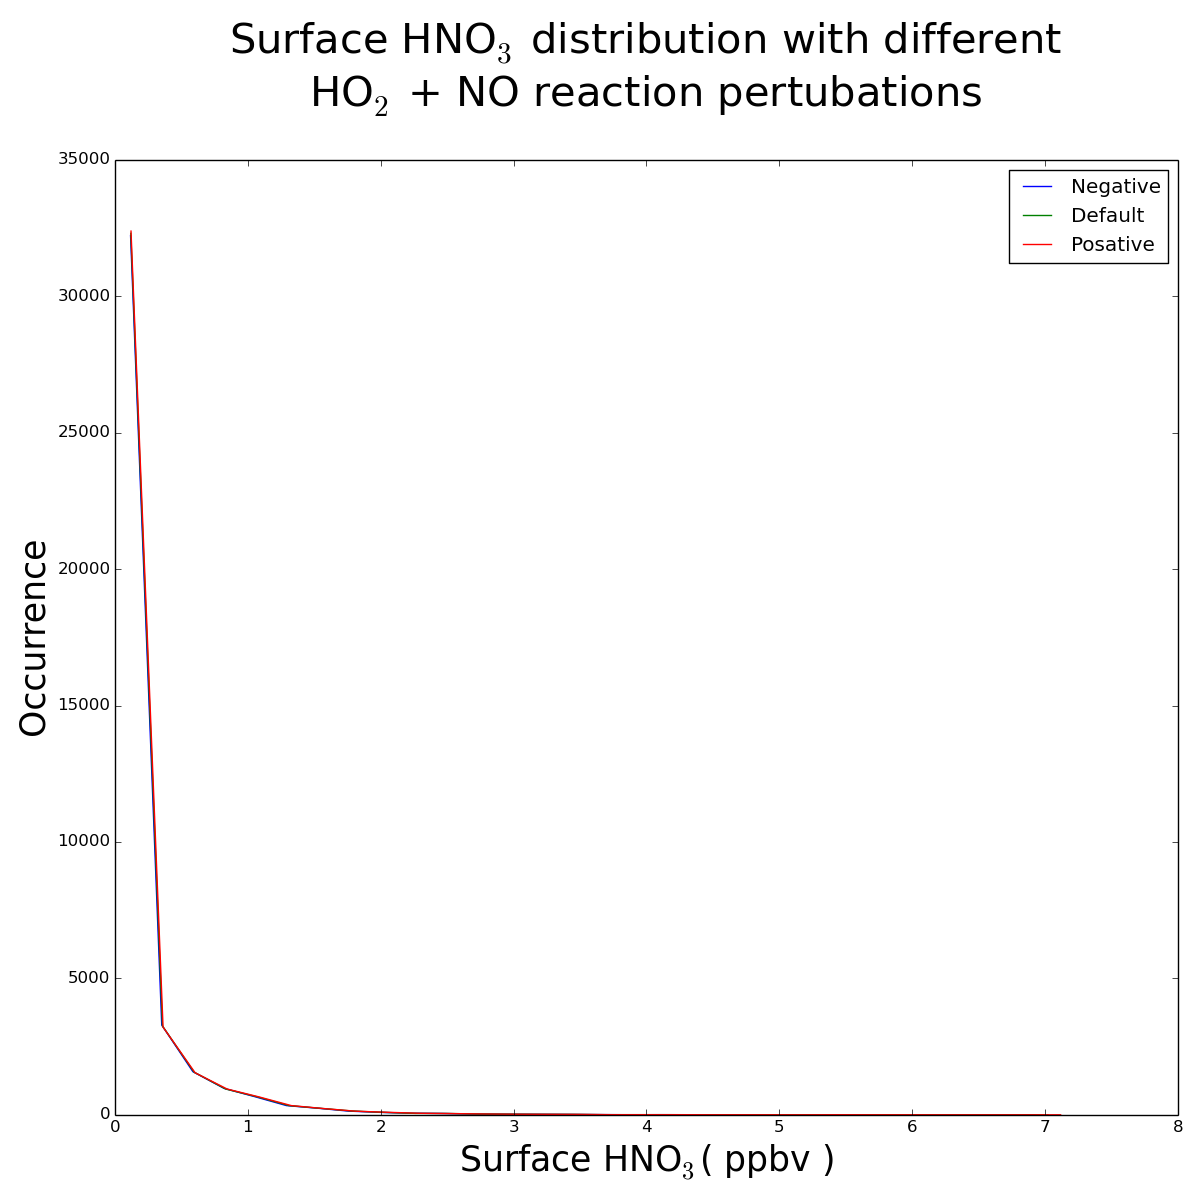 Surface HNO₃ distribution with different
HO₂ + NO reaction pertubations
35000
30000
25000
20000
15000
10000
5000
0
Occurrence
Negative
Default
Posative
0 1 2 3 4 5 6 7 8
Surface HNO₃ ( ppbv )